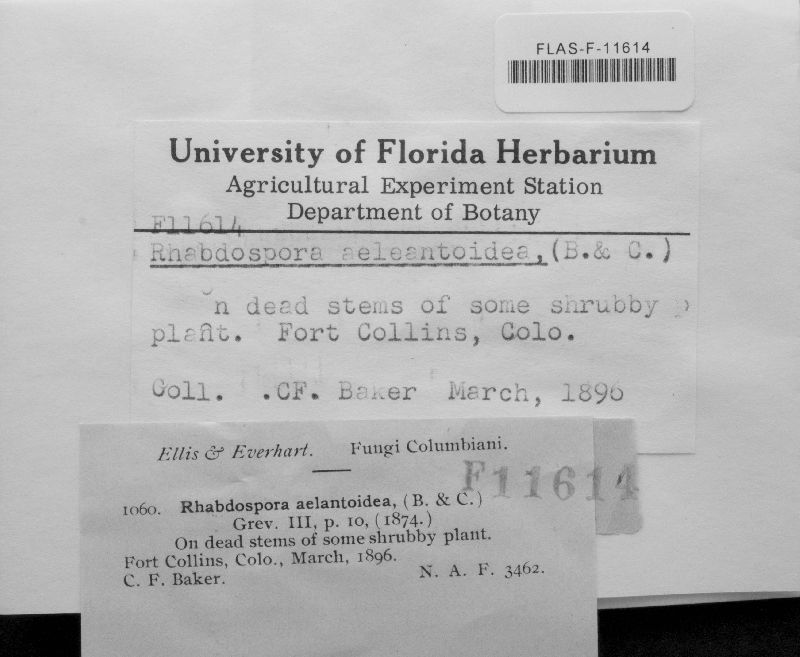 FLAS-F-11614
University of Florida Herbarium
Agricultural Experiment Station
Department of Botany
F11614
Rhabdospora aeleantoidea, (B.& C.)
On dead stems of some shrubby
plant. Fort Collins, Colo.
Coll. .CF. Baker March, 1896
Ellis & Everhart. Fungi Columbiani.
F11614
1060. Rhabdospora aelantoidea, (B. & C.)
Grev. III, p. 10, (1874.)
On dead stems of some shrubby plant.
Fort Collins, Colo., March, 1896.
C. F. Baker. N. A. F. 3462.